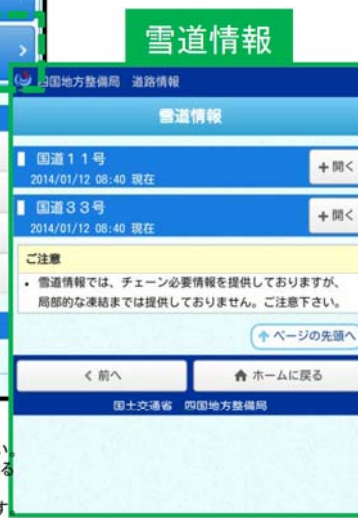 雪道情報
四国地方整備局 道路情報
雪道情報
国道11号
2014/01/12 08:40 現在
+開く
国道33号
2014/01/12 08:40 現在
+開く
ご注意
・ 雪道情報では、チェーン必要情報を提供しておりますが、
局部的な凍結までは提供しておりません。ご注意下さい。
ページの先頭へ
前へ
ホームに戻る
国土交通省 四国地方整備局
い。
る
す。